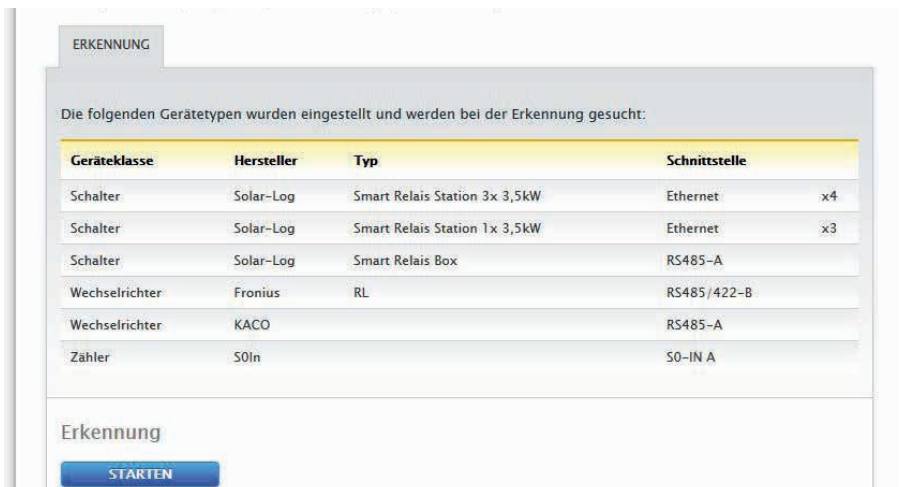 ERKENNUNG
Die folgenden Gerätetypen wurden eingestellt und werden bei der Erkennung gesucht:
Geräteklasse Hersteller Typ Schnittstelle
Schalter Solar-Log Smart Relais Station 3x 3,5kW Ethernet x4
Schalter Solar-Log Smart Relais Station 1x 3,5kW Ethernet x3
Schalter Solar-Log Smart Relais Box RS485-A
Wechselrichter Fronius RL RS485/422-B
Wechselrichter KACO RS485-A
Zähler S0In S0-IN A
Erkennung
STARTEN